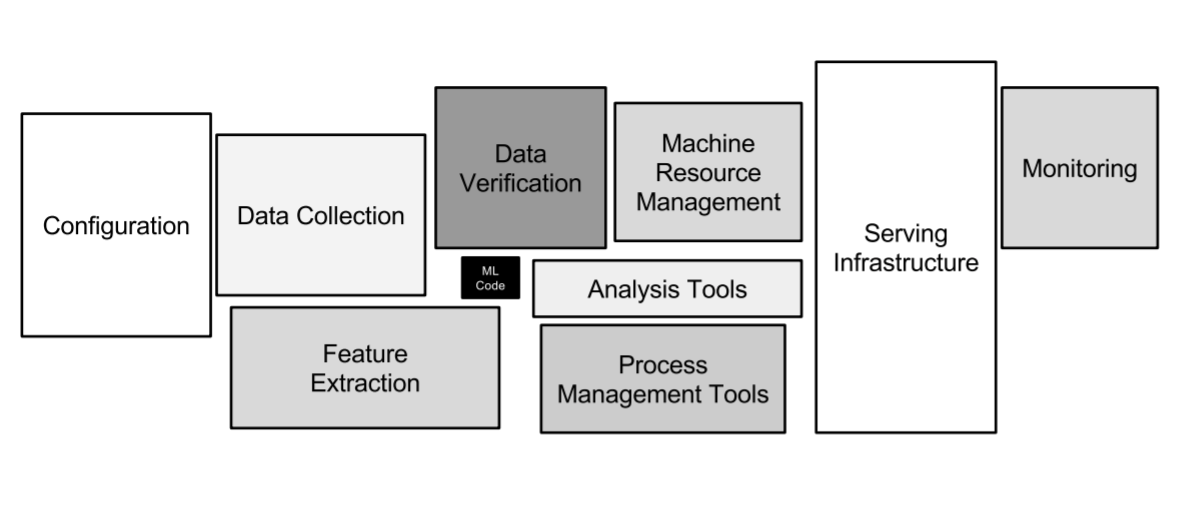 Configuration
Data Collection
Feature
Extraction
Data
Verification
ML
Code
Machine
Resource
Management
Analysis Tools
Process
Management Tools
Serving
Infrastructure
Monitoring